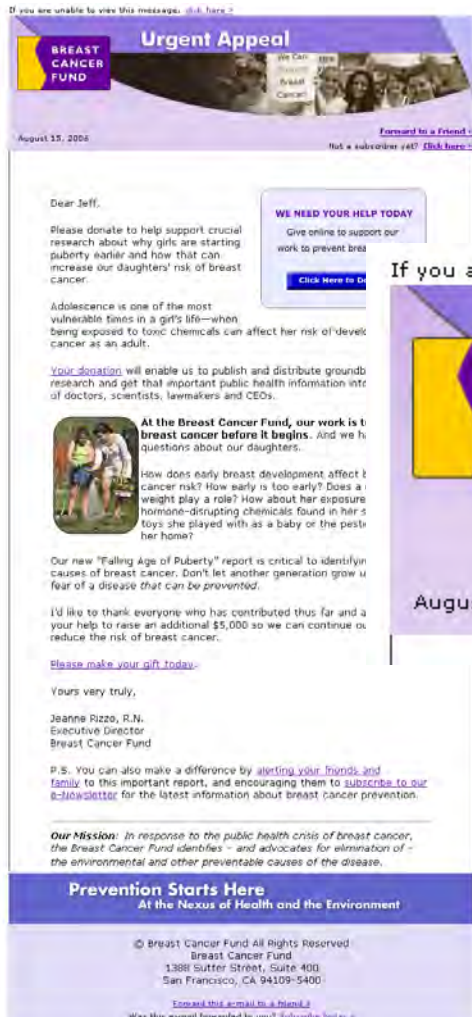 If you are unable to view this message, click here >
Urgent Appeal
BREAST
CANCER
FUND
We Can
Breast
Cancer!
August 15, 2006
Forward to a Friend
Not a subscriber yet? Click here
Dear Jeff,
WE NEED YOUR HELP TODAY
Give online to support our
work to prevent brea
Click Here to Do
Please donate to help support crucial
research about why girls are starting
puberty earlier and how that can
increase our daughters' risk of breast
cancer.
If you a
Adolescence is one of the most
vulnerable times in a girl's life—when
being exposed to toxic chemicals can affect her risk of develo
cancer as an adult.
Your donation will enable us to publish and distribute groundb
research and get that important public health information into
of doctors, scientists, lawmakers and CEOs.
At the Breast Cancer Fund, our work is t
breast cancer before it begins. And we ha
questions about our daughters.
How does early breast development affect b
cancer risk? How early is too early? Does a
weight play a role? How about her exposure
hormone-disrupting chemicals found in her s
toys she played with as a baby or the pesti
her home?
Augu
Our new "Falling Age of Puberty" report is critical to identifyin
causes of breast cancer. Don't let another generation grow u
fear of a disease that can be prevented.
I'd like to thank everyone who has contributed thus far and a
your help to raise an additional $5,000 so we can continue ou
reduce the risk of breast cancer.
Please make your gift today.
Yours very truly,
Jeanne Rizzo, R.N.
Executive Director
Breast Cancer Fund
P.S. You can also make a difference by alerting your friends and
family to this important report, and encouraging them to subscribe to our
e-Newsletter for the latest information about breast cancer prevention.
Our Mission: In response to the public health crisis of breast cancer,
the Breast Cancer Fund identifies - and advocates for elimination of -
the environmental and other preventable causes of the disease.
Prevention Starts Here
At the Nexus of Health and the Environment
© Breast Cancer Fund All Rights Reserved
Breast Cancer Fund
1388 Sutter Street, Suite 400
San Francisco, CA 94109-5400
Forward this e-mail to a friend
Was this e-mail forwarded to you? Subscribe today